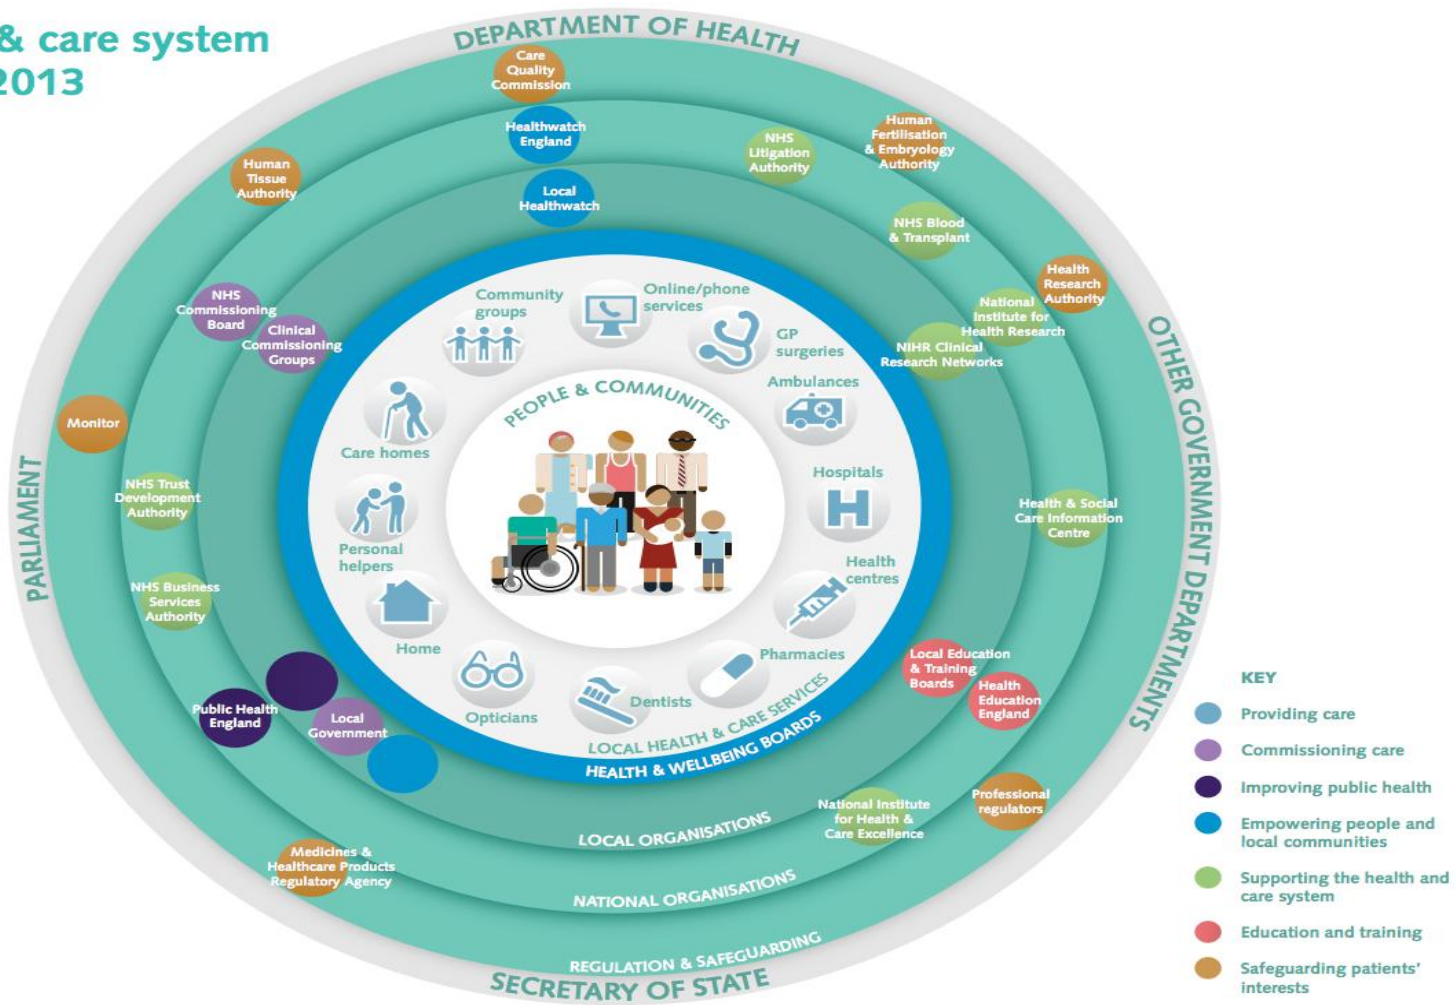 & care system
2013
DEPARTMENT OF HEALTH
Care
Quality
Commission
Healthwatch
England
Local
Healthwatch
Human
Tissue
Authority
NHS
Litigation
Authority
Human
Fertilisation
& Embryology
Authority
NHS Blood
& Transplant
Health
Research
Authority
National
Institute for
Health Research
NIHR Clinical
Research Networks
NHS
Commissioning
Board
Clinical
Commissioning
Groups
Monitor
NHS Trust
Development
Authority
NHS Business
Services
Authority
PARLIAMENT
OTHER GOVERNMENT DEPARTMENTS
Community
groups
Online/phone
services
GP
surgeries
Ambulances
Care homes
PEOPLE & COMMUNITIES
Hospitals
Personal
helpers
Health
centres
Home
Pharmacies
Opticians
Dentists
Health & Social
Care Information
Centre
Local Education
& Training
Boards
Health
Education
England
Public Health
England
Local
Government
LOCAL HEALTH & CARE SERVICES
HEALTH & WELLBEING BOARDS
National Institute
for Health &
Care Excellence
Professional
regulators
Medicines &
Healthcare Products
Regulatory Agency
LOCAL ORGANISATIONS
NATIONAL ORGANISATIONS
REGULATION & SAFEGUARDING
SECRETARY OF STATE
KEY
Providing care
Commissioning care
Improving public health
Empowering people and
local communities
Supporting the health and
care system
Education and training
Safeguarding patients'
interests